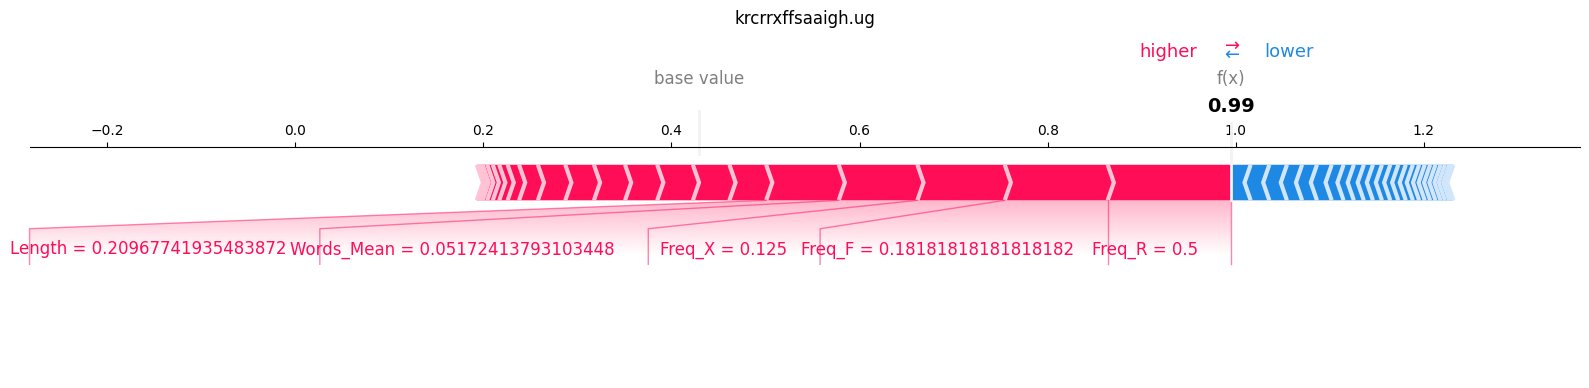 krcrrxffsaaigh.ug
higher ⇄ lower
base value f(x)
0.99
−0.2 0.0 0.2 0.4 0.6 0.8 1.0 1.2
Length = 0.20967741935483872 Words_Mean = 0.05172413793103448 Freq_X = 0.125 Freq_F = 0.18181818181818182 Freq_R = 0.5